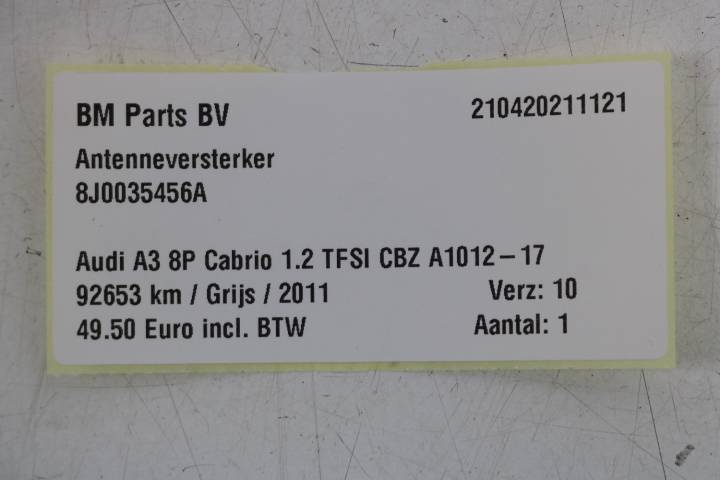 BM Parts BV 210420211121
Antenneversterker
8J0035456A
Audi A3 8P Cabrio 1.2 TFSI CBZ A1012-17
92653 km / Grijs / 2011 Verz: 10
49.50 Euro incl. BTW Aantal: 1